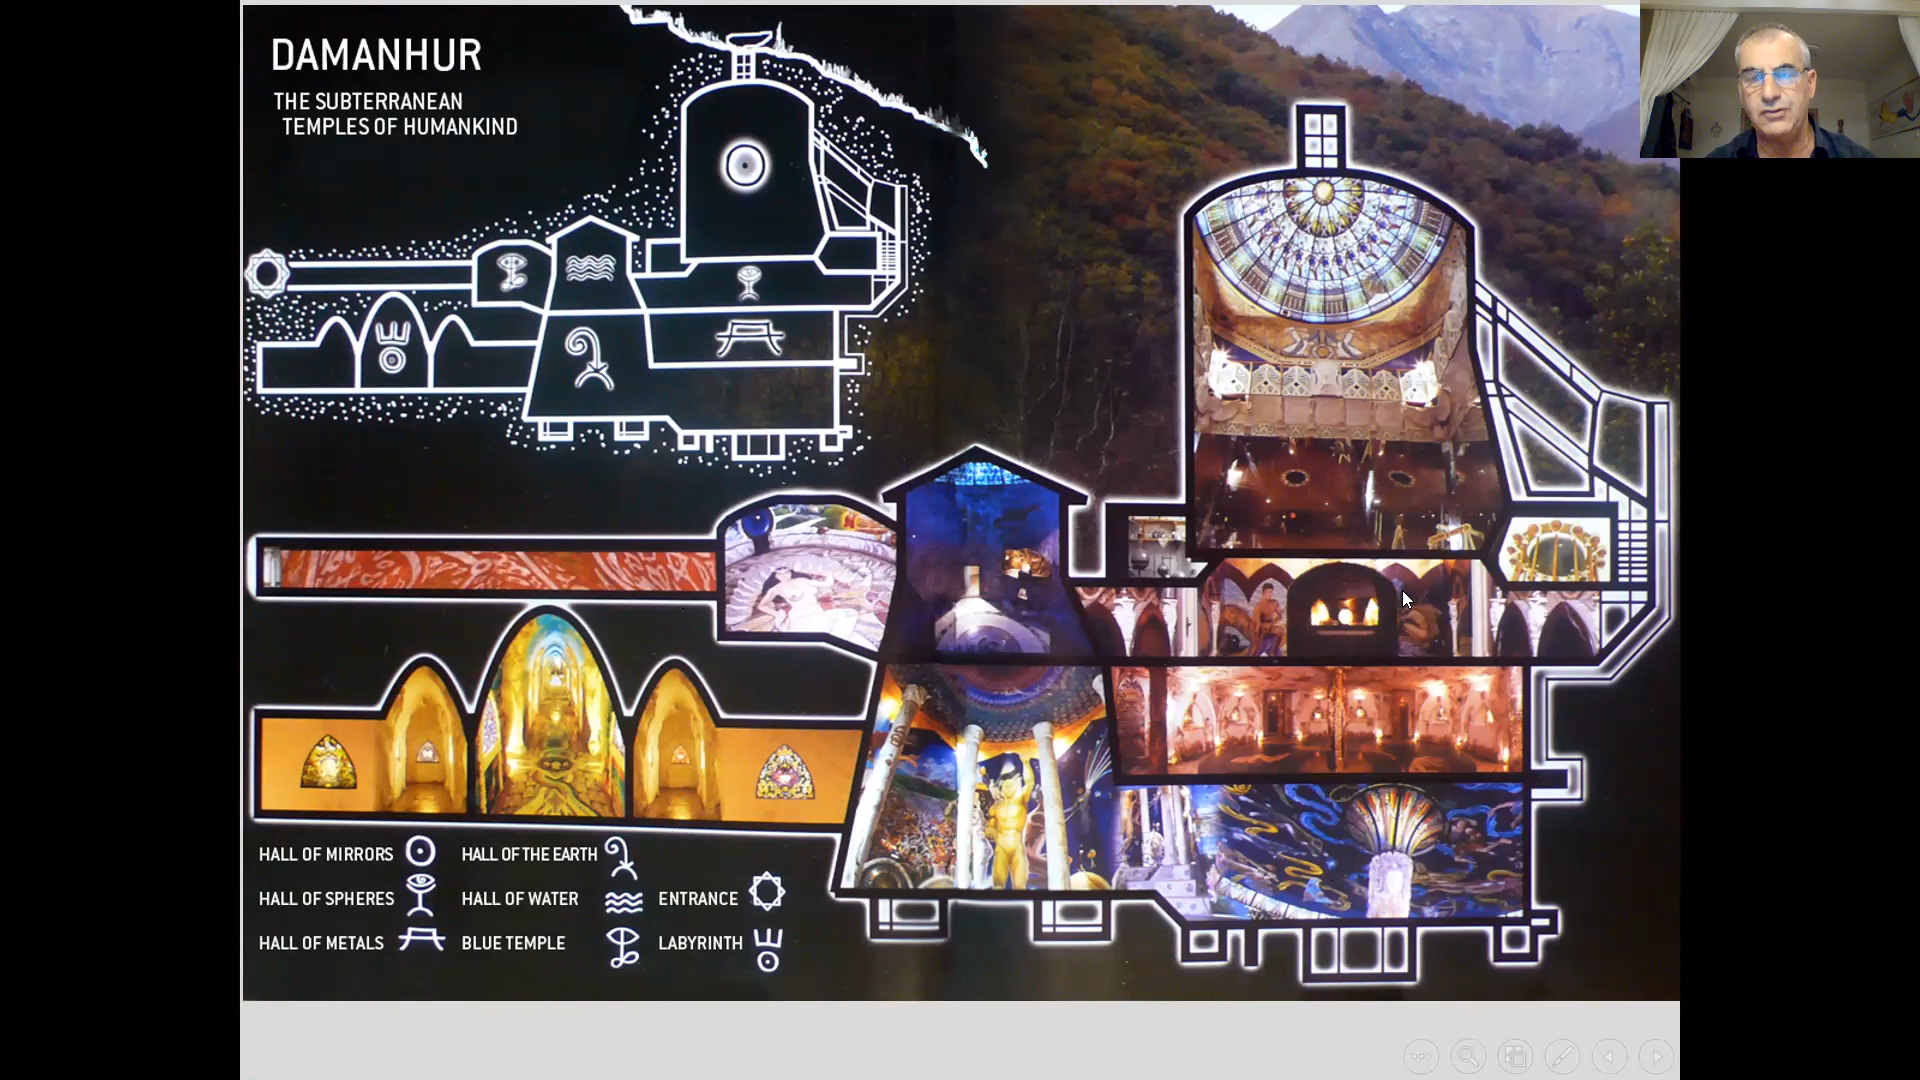 DAMANHUR
THE SUBTERRANEAN
TEMPLES OF HUMANKIND
HALL OF MIRRORS
HALL OF THE EARTH
HALL OF SPHERES
HALL OF WATER
ENTRANCE
HALL OF METALS
BLUE TEMPLE
LABYRINTH